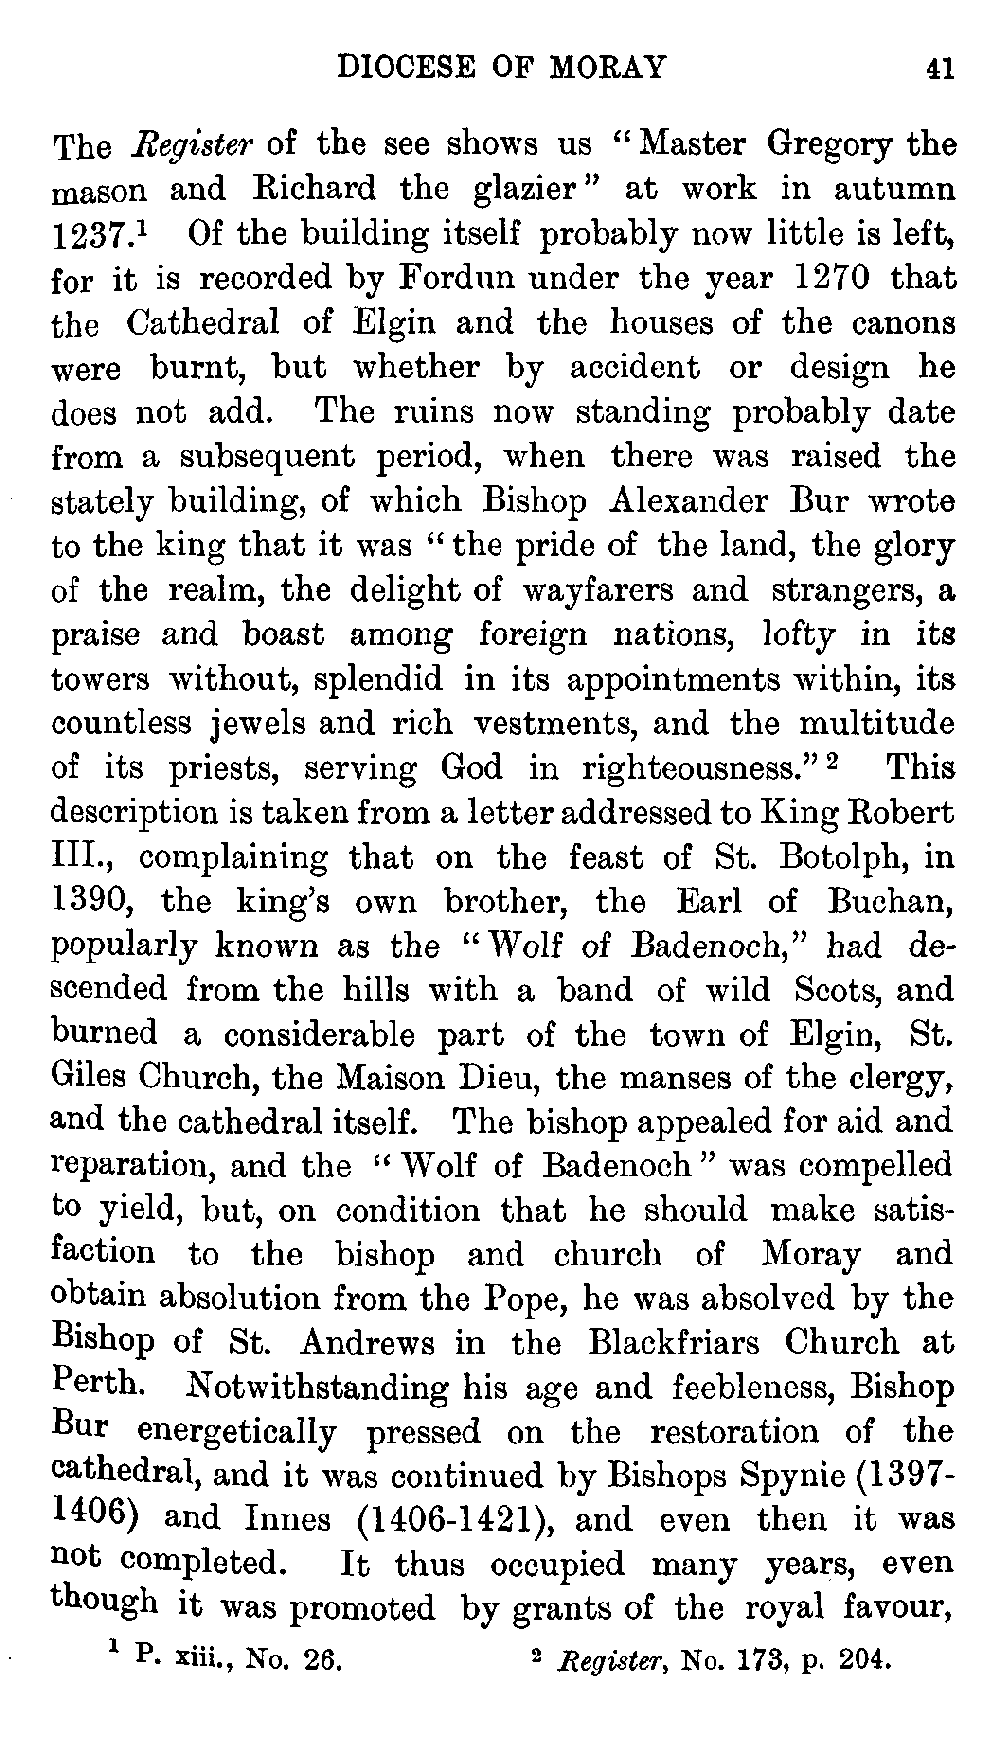 DIOCESE OF MORAY 41
The Register of the see shows us “Master Gregory the
mason and Richard the glazier” at work in autumn
1237.¹ Of the building itself probably now little is left,
for it is recorded by Fordun under the year 1270 that
the Cathedral of Elgin and the houses of the canons
were burnt, but whether by accident or design he
does not add. The ruins now standing probably date
from a subsequent period, when there was raised the
stately building, of which Bishop Alexander Bur wrote
to the king that it was “the pride of the land, the glory
of the realm, the delight of wayfarers and strangers, a
praise and boast among foreign nations, lofty in its
towers without, splendid in its appointments within, its
countless jewels and rich vestments, and the multitude
of its priests, serving God in righteousness.”² This
description is taken from a letter addressed to King Robert
III., complaining that on the feast of St. Botolph, in
1390, the king’s own brother, the Earl of Buchan,
popularly known as the “Wolf of Badenoch,” had de-
scended from the hills with a band of wild Scots, and
burned a considerable part of the town of Elgin, St.
Giles Church, the Maison Dieu, the manses of the clergy,
and the cathedral itself. The bishop appealed for aid and
reparation, and the “Wolf of Badenoch” was compelled
to yield, but, on condition that he should make satis-
faction to the bishop and church of Moray and
obtain absolution from the Pope, he was absolved by the
Bishop of St. Andrews in the Blackfriars Church at
Perth. Notwithstanding his age and feebleness, Bishop
Bur energetically pressed on the restoration of the
cathedral, and it was continued by Bishops Spynie (1397-
1406) and Innes (1406-1421), and even then it was
not completed. It thus occupied many years, even
though it was promoted by grants of the royal favour,
¹ P. xiii., No. 26. ² Register, No. 173, p. 204.